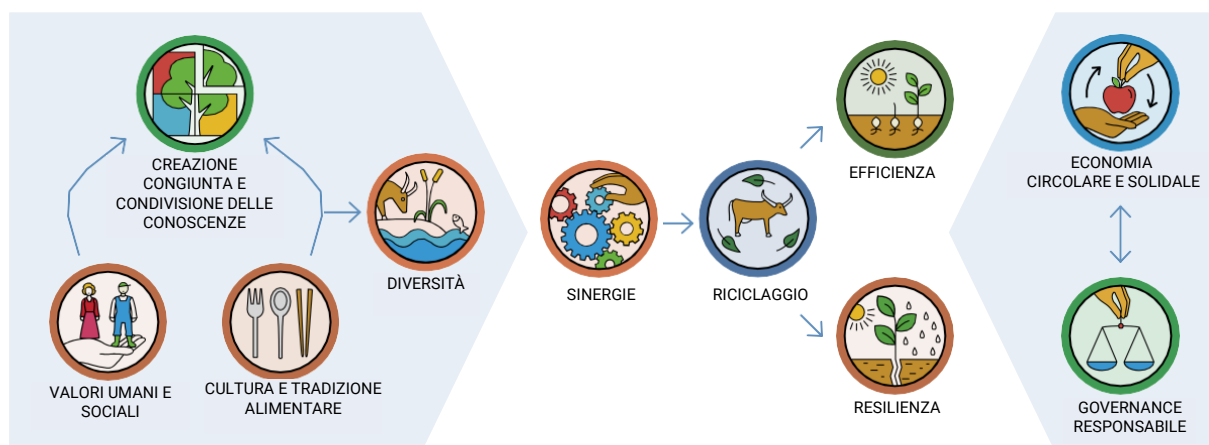 CREAZIONE
CONGIUNTA E
CONDIVISIONE DELLE
CONOSCENZE
VALORI UMANI E
SOCIALI
CULTURA E TRADIZIONE
ALIMENTARE
DIVERSITÀ
SINERGIE
RICICLAGGIO
EFFICIENZA
RESILIENZA
ECONOMIA
CIRCOLARE E SOLIDALE
GOVERNANCE
RESPONSABILE